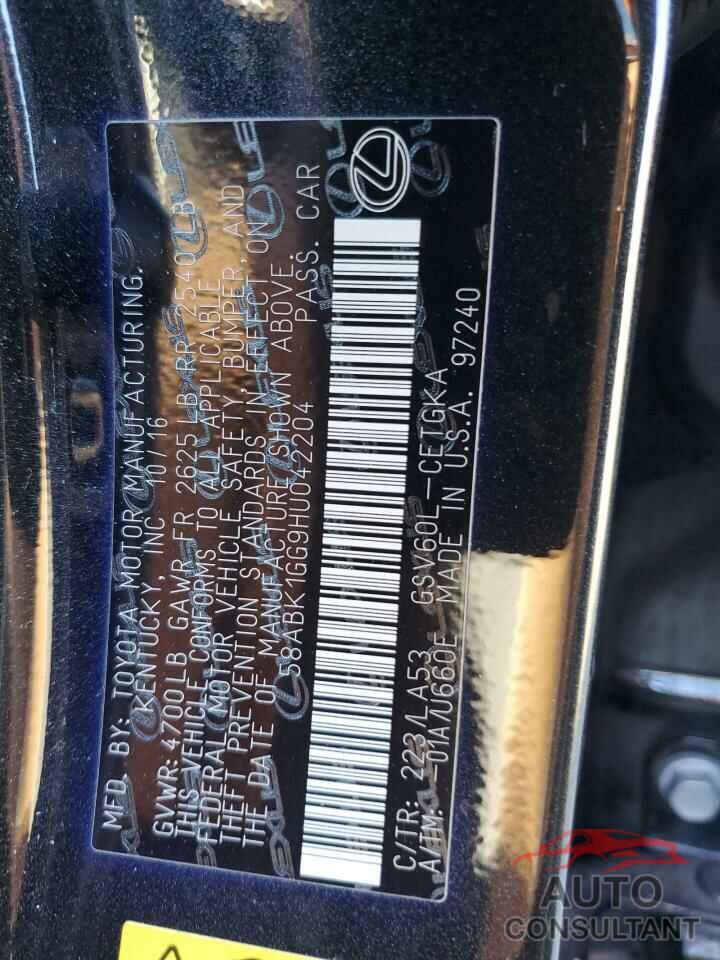 MFD. BY: TOYOTA MOTOR MANUFACTURING.
KENTUCKY, INC 10/16
GVWR: 4700LB GAWR FR 2625LB RR 2540LB
THIS VEHICLE CONFORMS TO ALL APPLICABLE
FEDERAL MOTOR VEHICLE SAFETY, BUMPER, AND
THEFT PREVENTION STANDARDS IN EFFECT ON
THE DATE OF MANUFACTURE SHOWN ABOVE.
58ABK1GG9HU042204 PASS. CAR
C/TR: 223/LA53 GSV60L-CETGKA
A/TM: -01A/U660E MADE IN U.S.A. 97240
AUTO
CONSULTANT